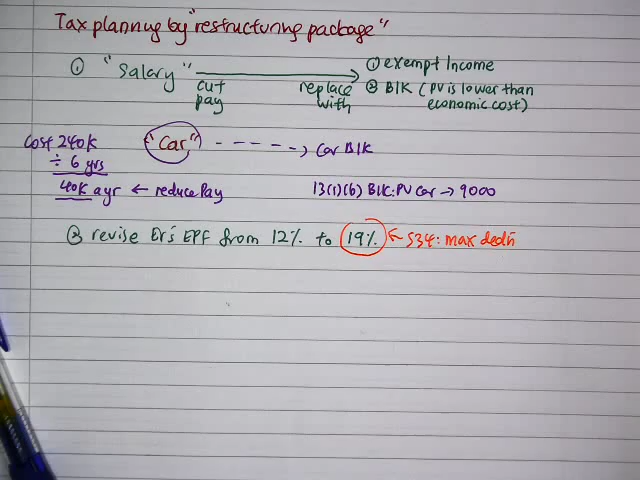 Tax planning by "restructuring package"
① "Salary" → ① exempt Income
cut pay replace with ② BIK (PV is lower than economic cost)
Cost 240k "Car" - - - - -> Car BIK
÷ 6 yrs
40k a yr ← reduce Pay 13(1)(b) BIK: PV Car → 9000
② revise Er's EPF from 12% to 19% ← S34: max dedn